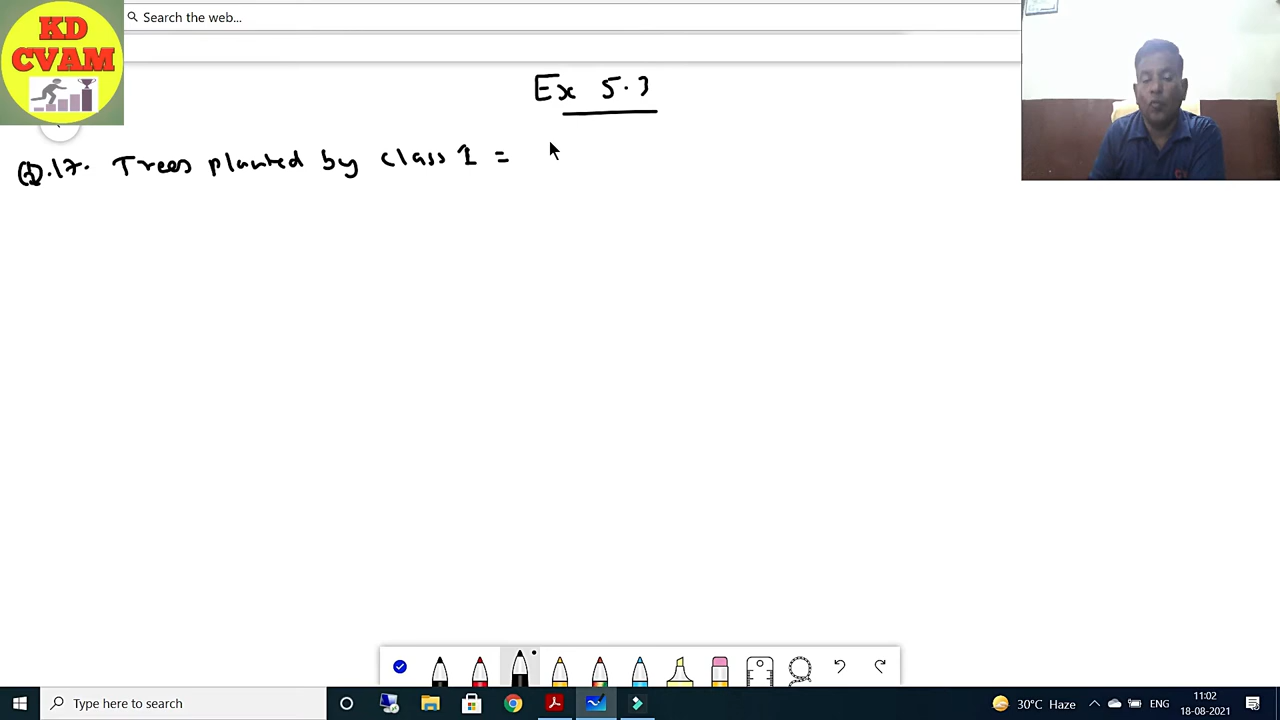 KD
CVAM
Search the web...
Ex 5.3
Q.17. Trees planted by class 1 =
Type here to search
30°C Haze
ENG
11:02
18-08-2021